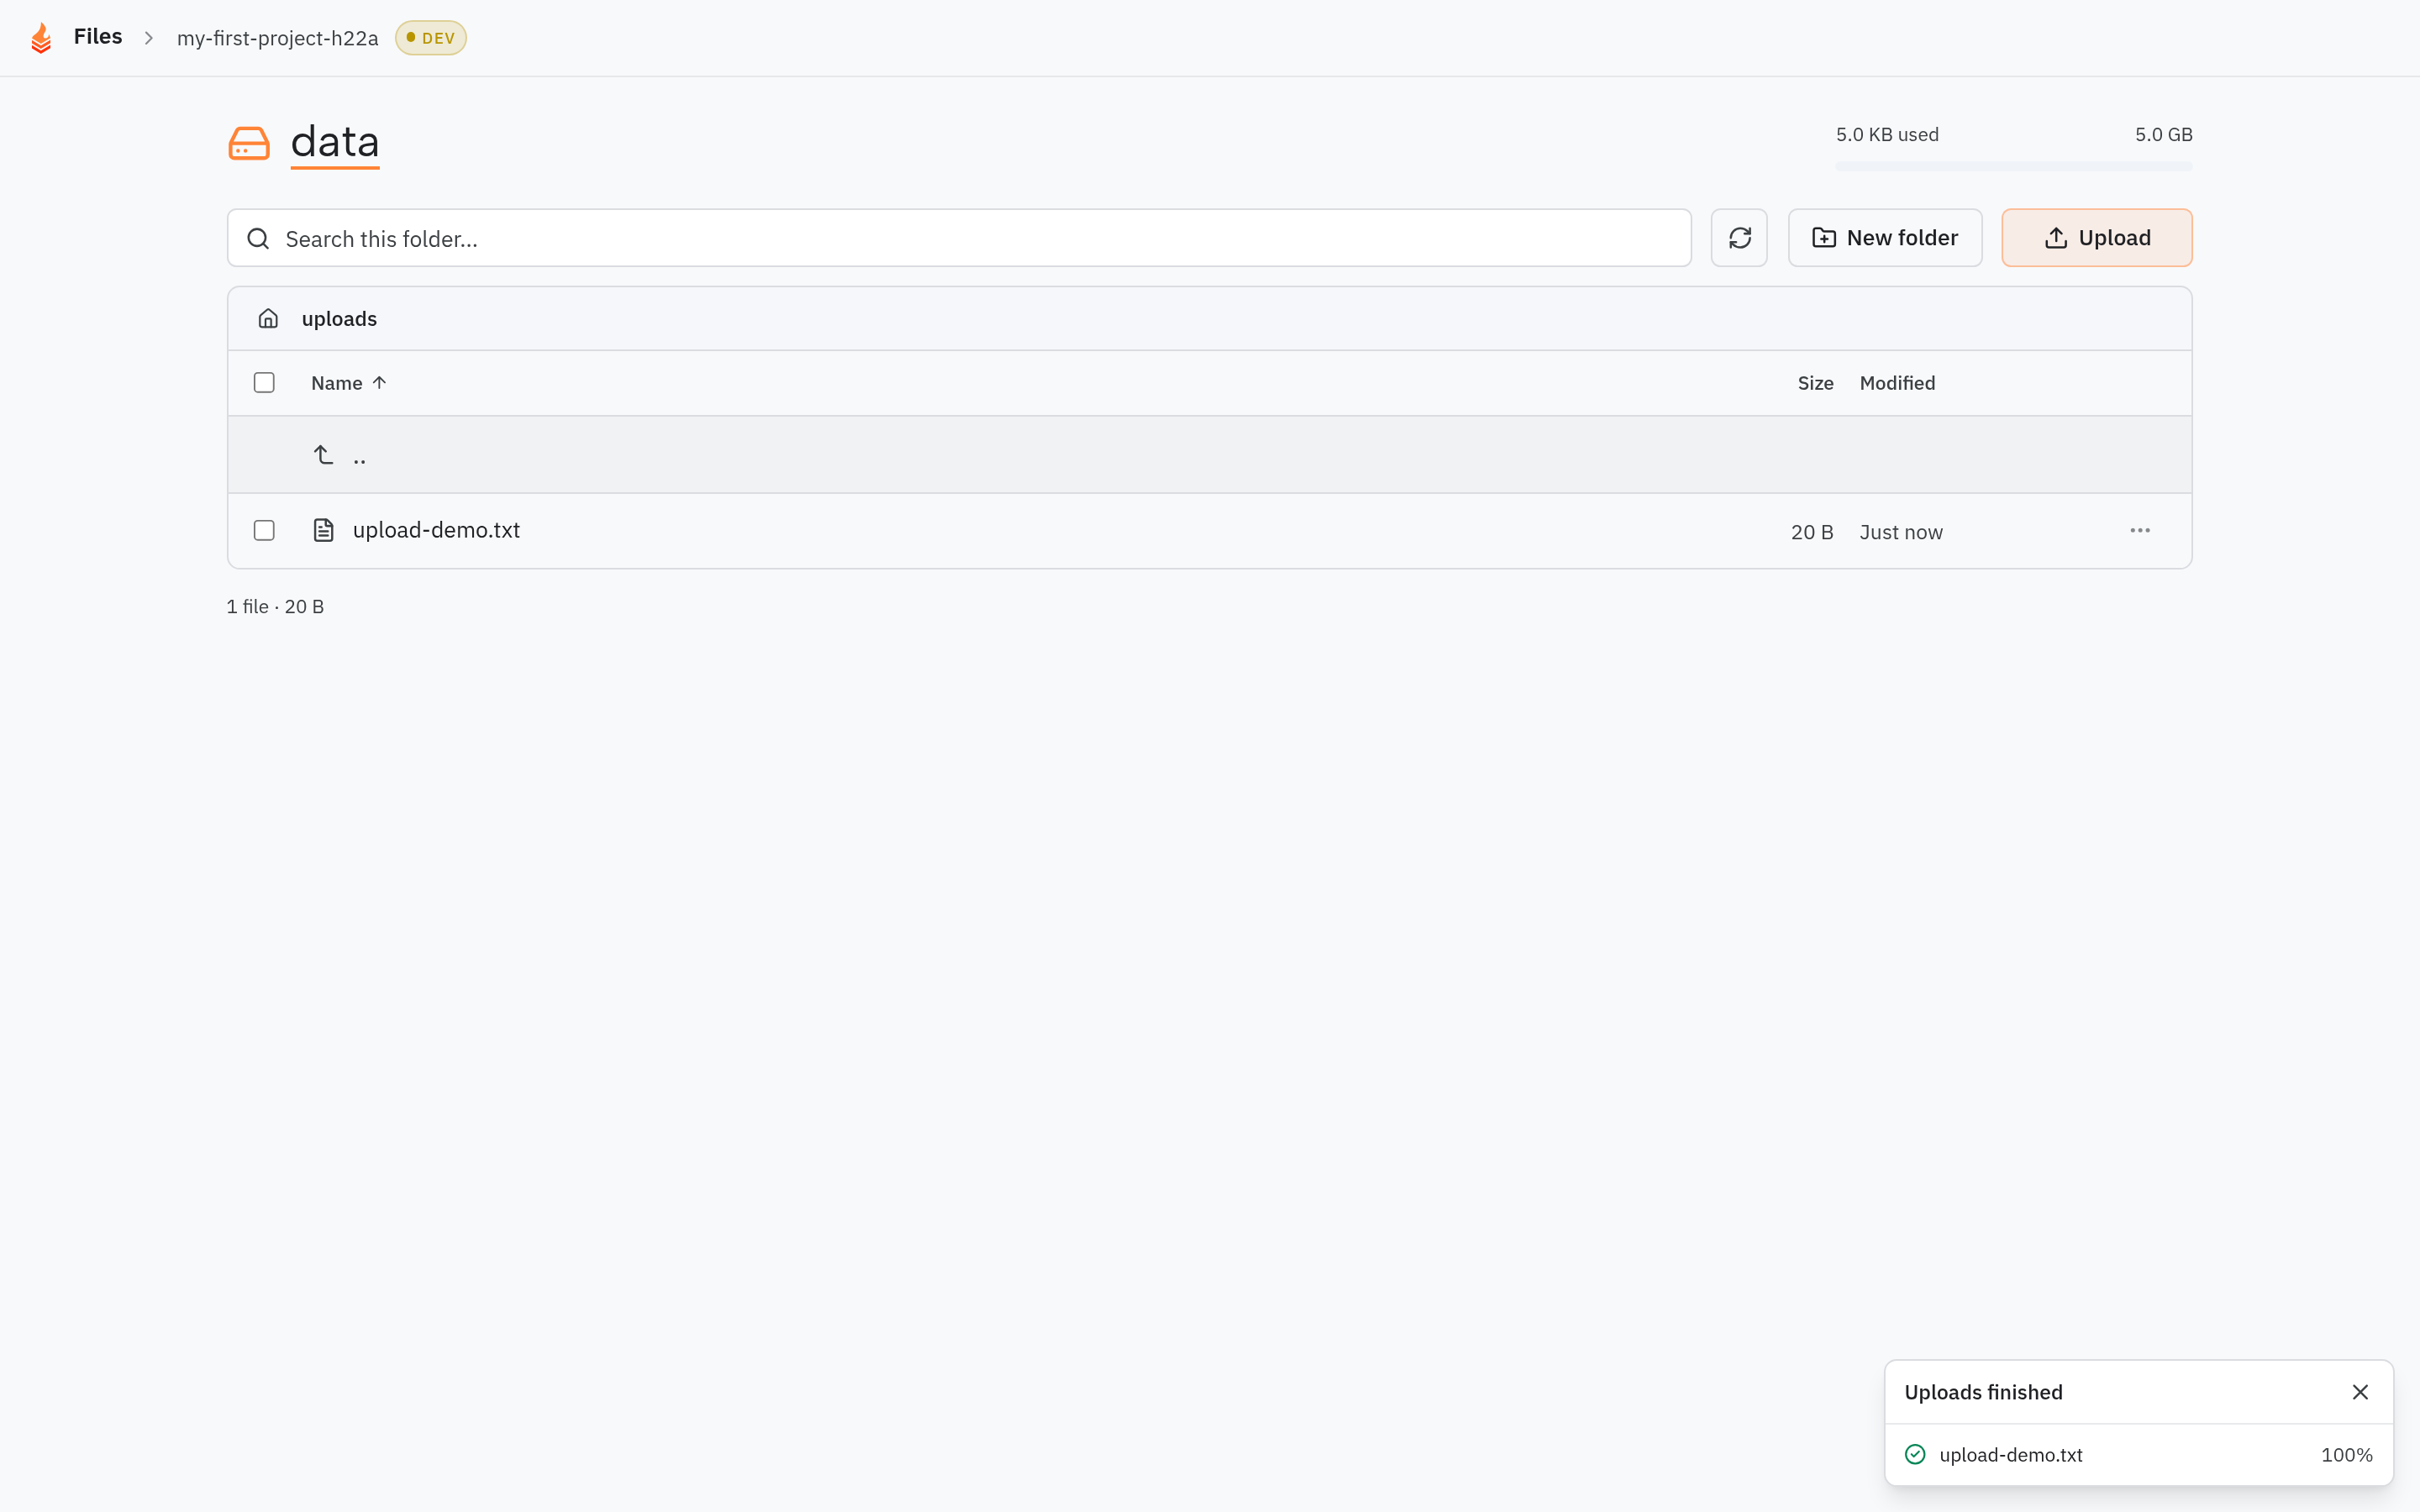 Files
my-first-project-h22a
DEV
data
5.0 KB used
5.0 GB
Search this folder...
New folder
Upload
uploads
Name
Size
Modified
..
upload-demo.txt
20 B
Just now
1 file · 20 B
Uploads finished
upload-demo.txt
100%